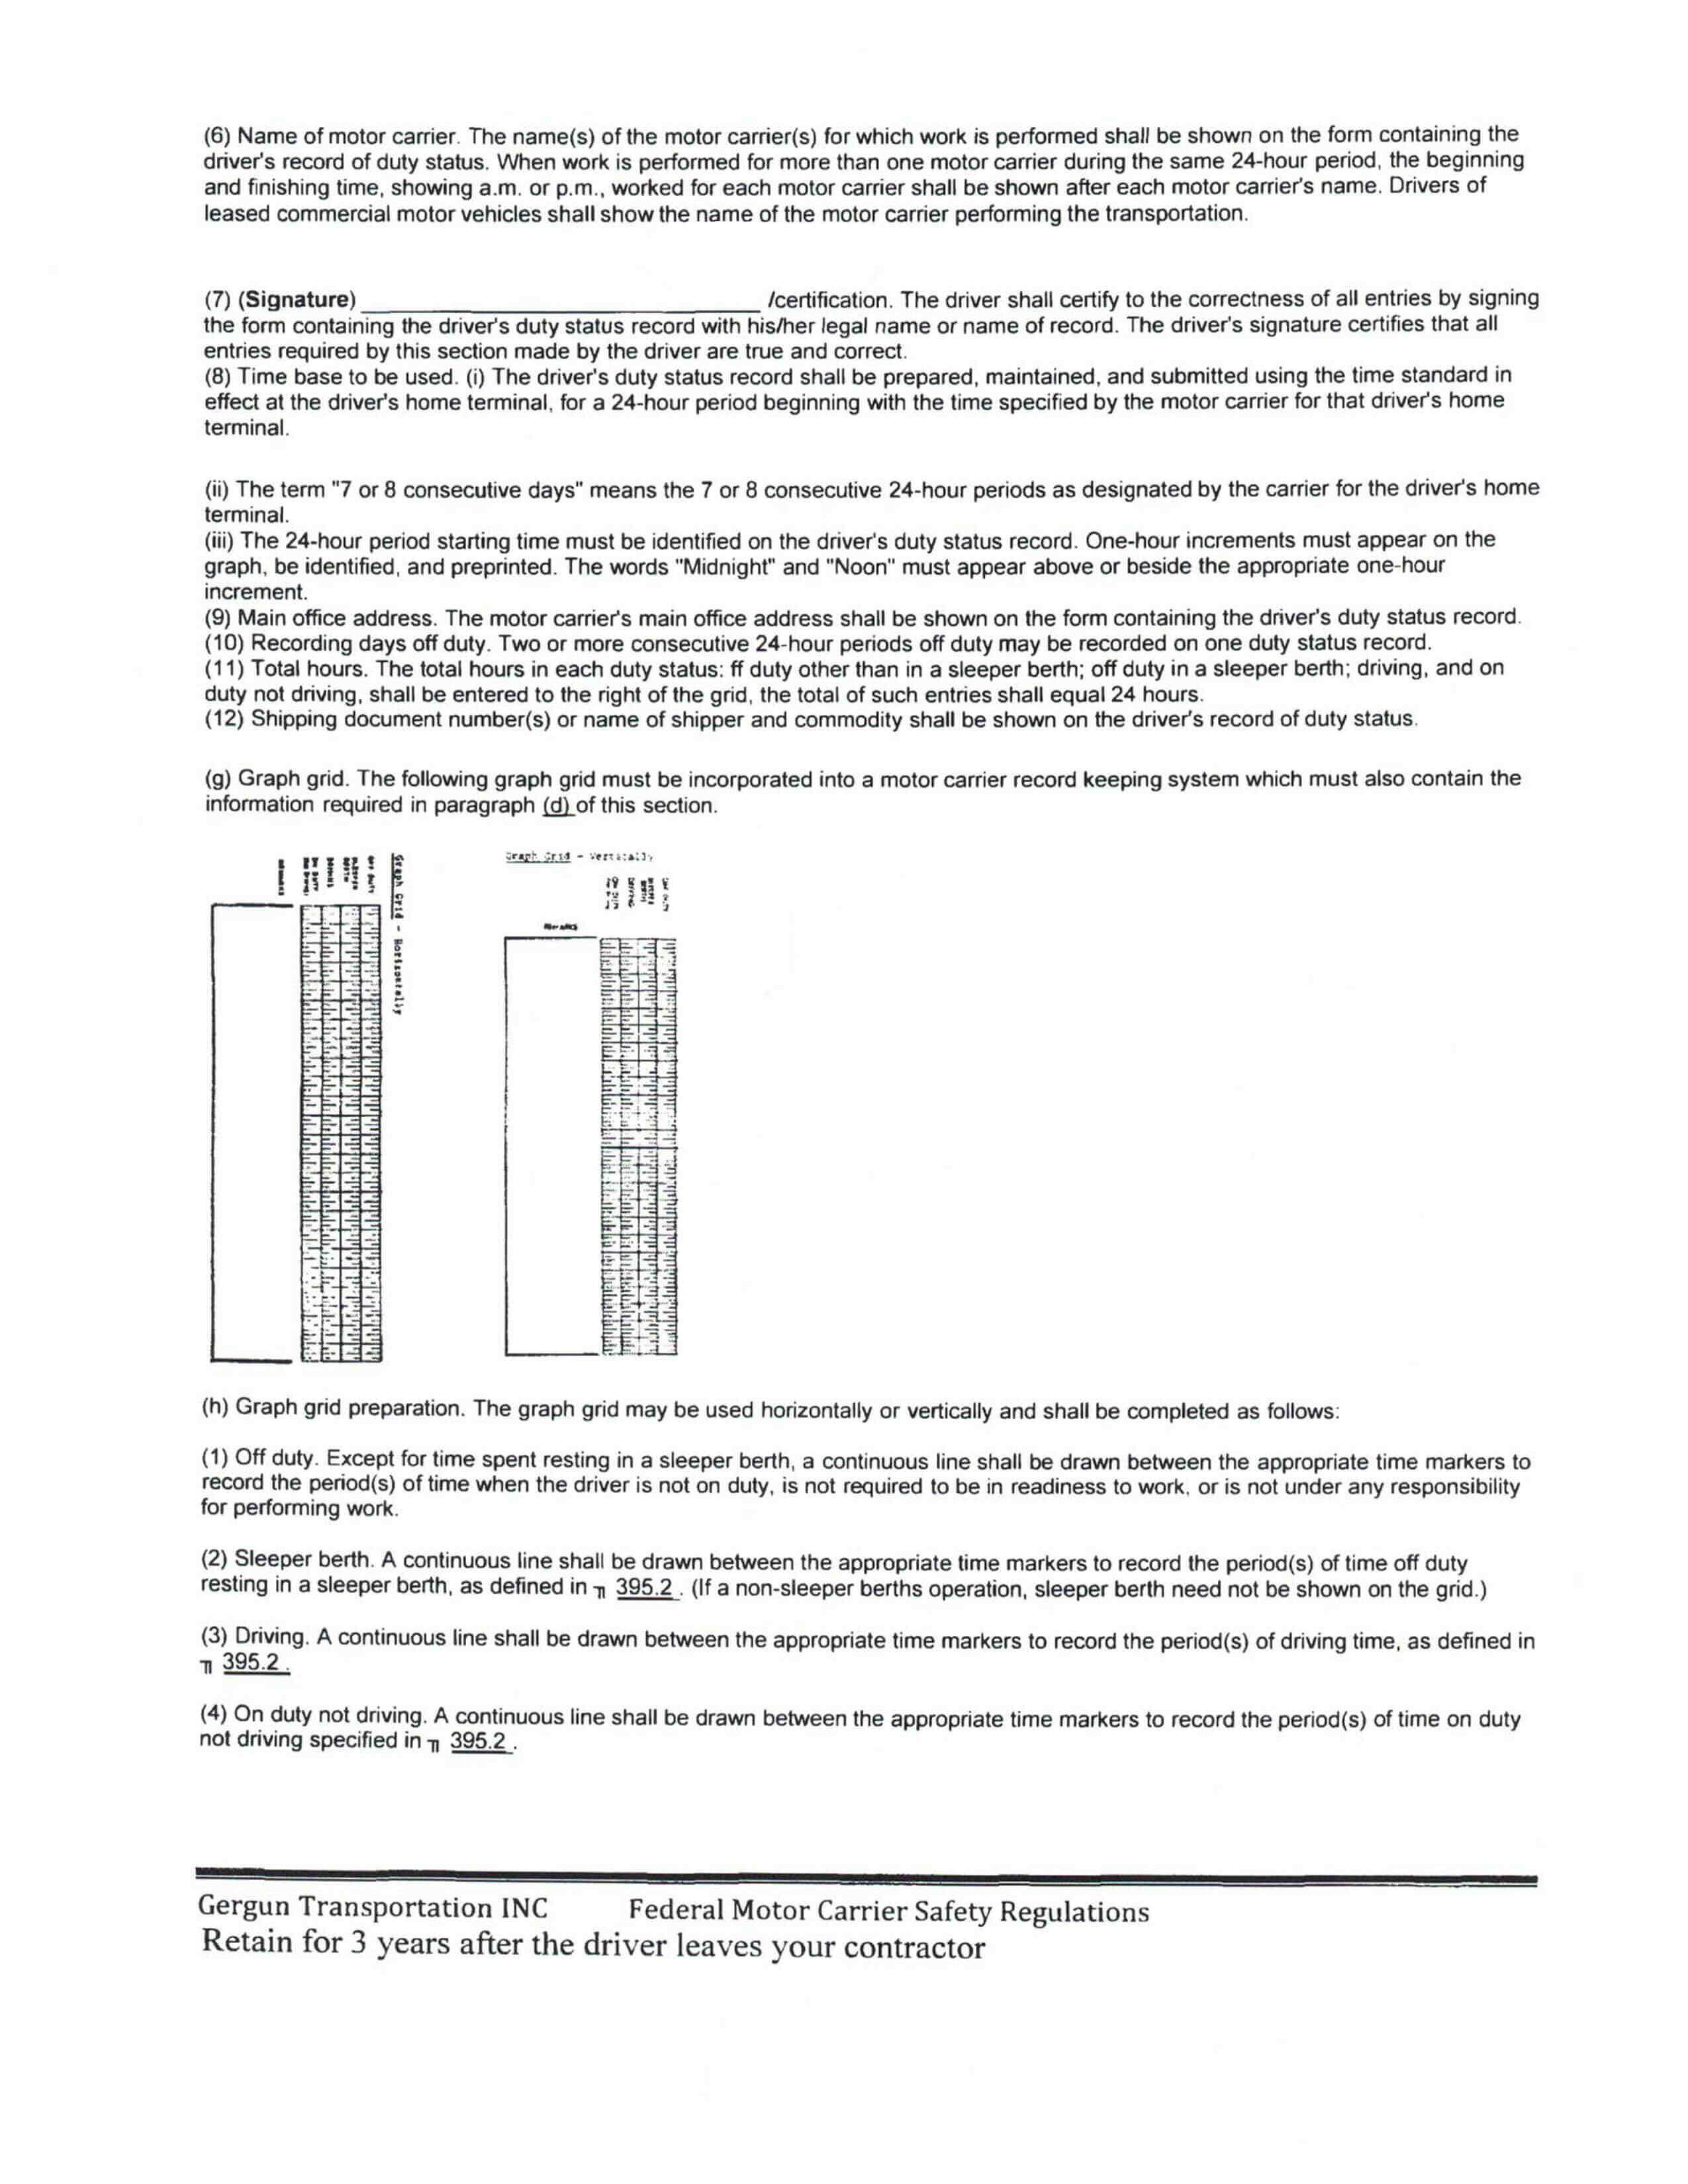 (6) Name of motor carrier. The name(s) of the motor carrier(s) for which work is performed shall be shown on the form containing the
driver's record of duty status. When work is performed for more than one motor carrier during the same 24-hour period, the beginning
and finishing time, showing a.m. or p.m., worked for each motor carrier shall be shown after each motor carrier's name. Drivers of
leased commercial motor vehicles shall show the name of the motor carrier performing the transportation.
(7) (Signature) ________________ /certification. The driver shall certify to the correctness of all entries by signing
the form containing the driver's duty status record with his/her legal name or name of record. The driver's signature certifies that all
entries required by this section made by the driver are true and correct.
(8) Time base to be used. (i) The driver's duty status record shall be prepared, maintained, and submitted using the time standard in
effect at the driver's home terminal, for a 24-hour period beginning with the time specified by the motor carrier for that driver's home
terminal.
(ii) The term "7 or 8 consecutive days" means the 7 or 8 consecutive 24-hour periods as designated by the carrier for the driver's home
terminal.
(iii) The 24-hour period starting time must be identified on the driver's duty status record. One-hour increments must appear on the
graph, be identified, and preprinted. The words "Midnight" and "Noon" must appear above or beside the appropriate one-hour
increment.
(9) Main office address. The motor carrier's main office address shall be shown on the form containing the driver's duty status record.
(10) Recording days off duty. Two or more consecutive 24-hour periods off duty may be recorded on one duty status record.
(11) Total hours. The total hours in each duty status: ff duty other than in a sleeper berth; off duty in a sleeper berth; driving, and on
duty not driving, shall be entered to the right of the grid, the total of such entries shall equal 24 hours.
(12) Shipping document number(s) or name of shipper and commodity shall be shown on the driver's record of duty status.
(g) Graph grid. The following graph grid must be incorporated into a motor carrier record keeping system which must also contain the
information required in paragraph (d) of this section.
Graph Grid - Horizontally
Graph Grid - Vertically
(h) Graph grid preparation. The graph grid may be used horizontally or vertically and shall be completed as follows:
(1) Off duty. Except for time spent resting in a sleeper berth, a continuous line shall be drawn between the appropriate time markers to
record the period(s) of time when the driver is not on duty, is not required to be in readiness to work, or is not under any responsibility
for performing work.
(2) Sleeper berth. A continuous line shall be drawn between the appropriate time markers to record the period(s) of time off duty
resting in a sleeper berth, as defined in ╖ 395.2 . (If a non-sleeper berths operation, sleeper berth need not be shown on the grid.)
(3) Driving. A continuous line shall be drawn between the appropriate time markers to record the period(s) of driving time, as defined in
╖ 395.2 .
(4) On duty not driving. A continuous line shall be drawn between the appropriate time markers to record the period(s) of time on duty
not driving specified in ╖ 395.2 .
Gergun Transportation INC Federal Motor Carrier Safety Regulations
Retain for 3 years after the driver leaves your contractor